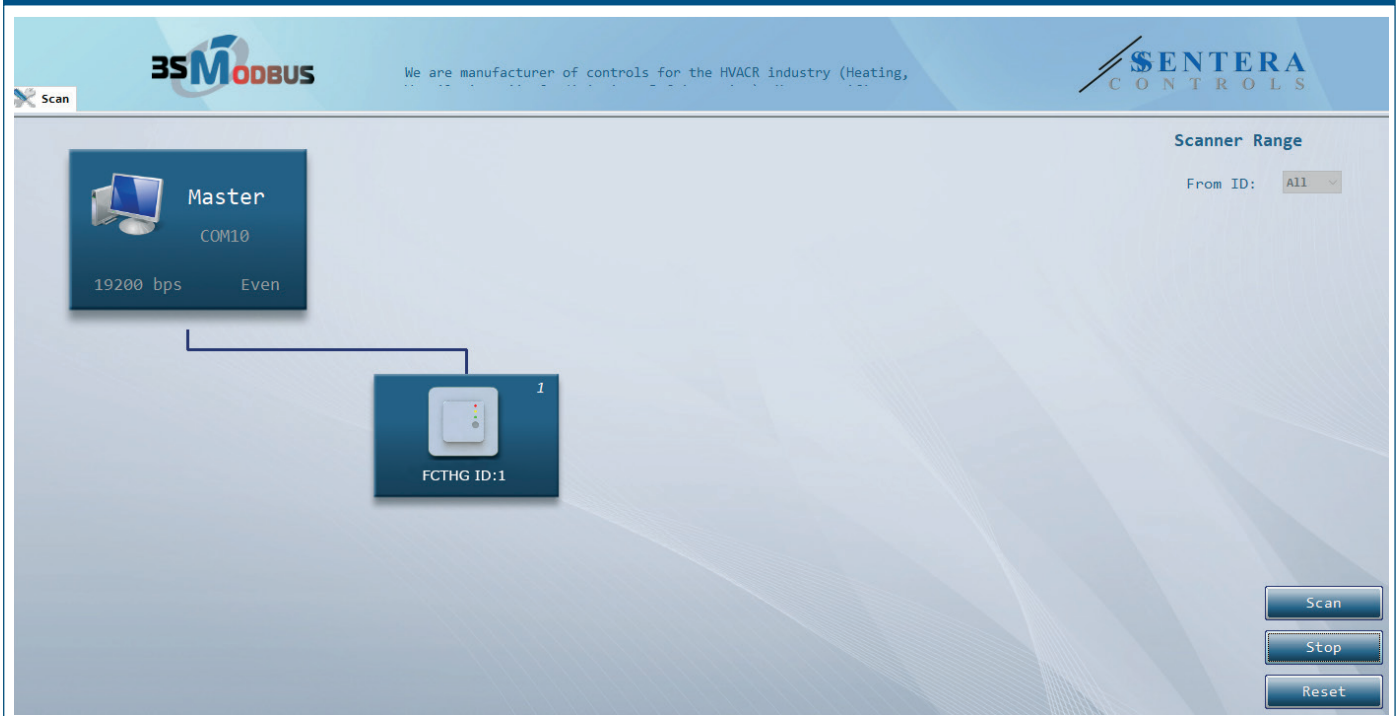 3SMODBUS
We are manufacturer of controls for the HVACR industry (Heating,
SENTERA
CONTROLS
Scan
Scanner Range
From ID: All
Master
COM10
19200 bps Even
1
FCTHG ID:1
Scan
Stop
Reset